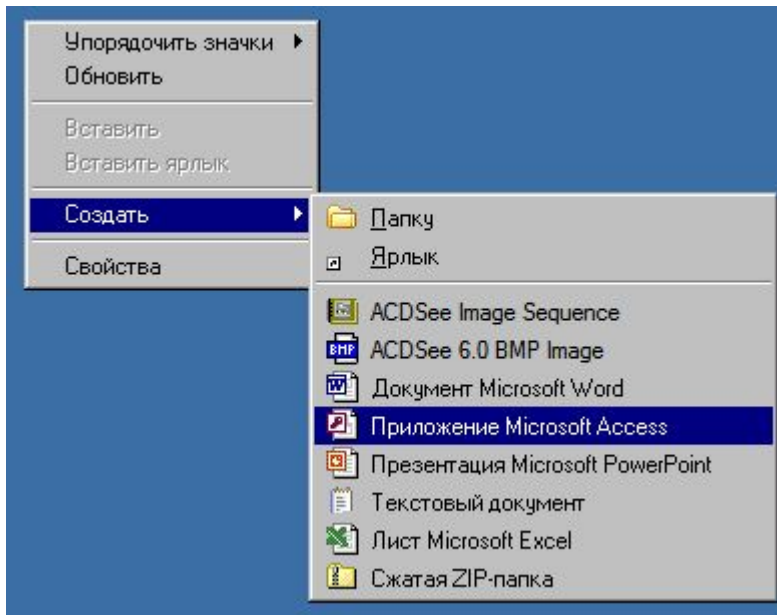 Упорядочить значки
Обновить
Вставить
Вставить ярлык
Создать
Свойства
Папку
Ярлык
ACDSee Image Sequence
BMP ACDSee 6.0 BMP Image
Документ Microsoft Word
Приложение Microsoft Access
Презентация Microsoft PowerPoint
Текстовый документ
Лист Microsoft Excel
Сжатая ZIP-папка